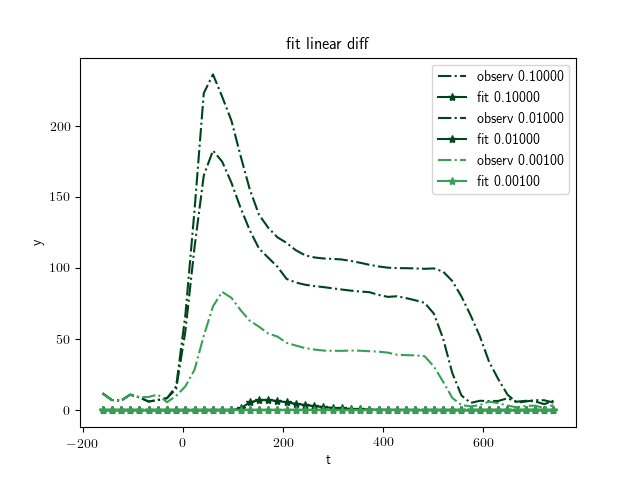 fit linear diff
observ 0.10000
fit 0.10000
observ 0.01000
fit 0.01000
observ 0.00100
fit 0.00100
200
150
100
50
0
y
−200 0 200 400 600
t